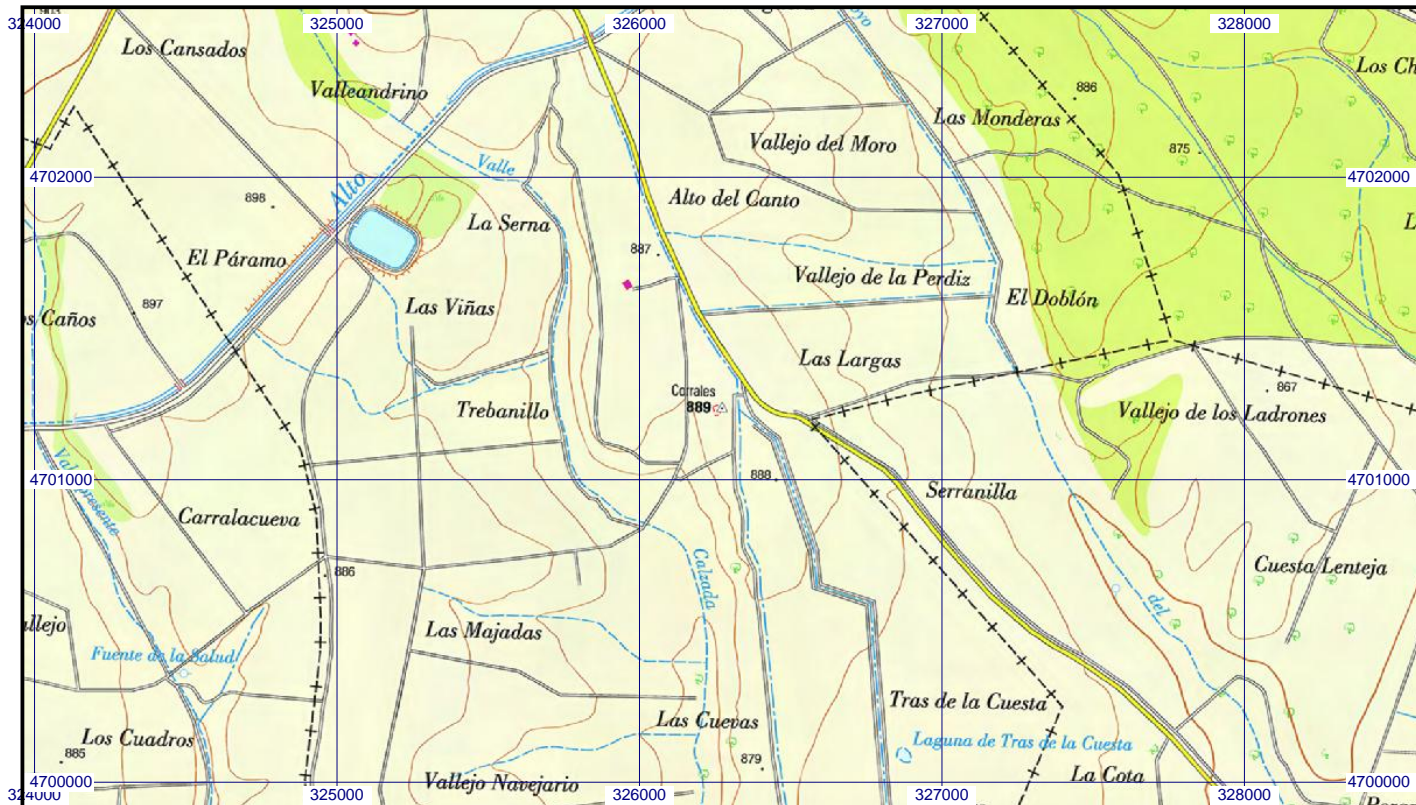 324000
325000
326000
327000
328000
Los Cansados
Valleandrino
886
Los Ch
Las Monderas
Vallejo del Moro
875
Valle
4702000
4702000
Alto
898
La Serna
Alto del Canto
El Páramo
887
Vallejo de la Perdiz
897
Las Viñas
El Doblón
os Caños
Las Largas
867
Corrales
889
Trebanillo
Vallejo de los Ladrones
4701000
888
4701000
Serranilla
Carralacueva
Calzada
Cuesta Lenteja
886
del
allejo
Las Majadas
Fuente de la Salud
Tras de la Cuesta
Las Cuevas
Los Cuadros
Laguna de Tras de la Cuesta
885
879
4700000
Vallejo Navejario
La Cota
4700000
324000
325000
326000
327000
328000